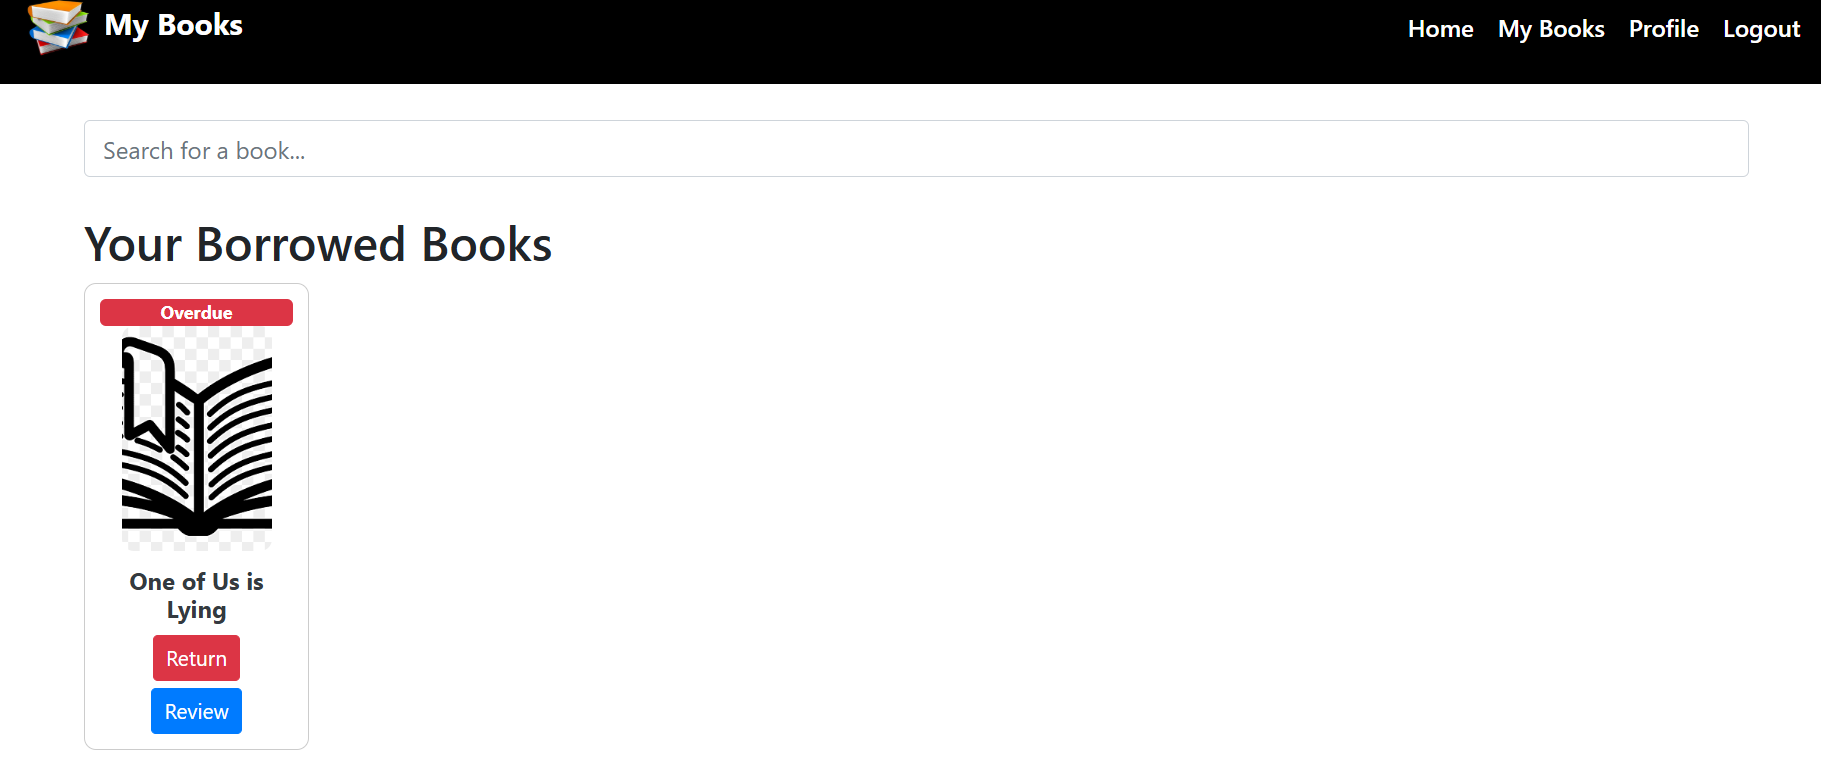 My Books
Home My Books Profile Logout
Search for a book...
Your Borrowed Books
Overdue
One of Us is
Lying
Return
Review